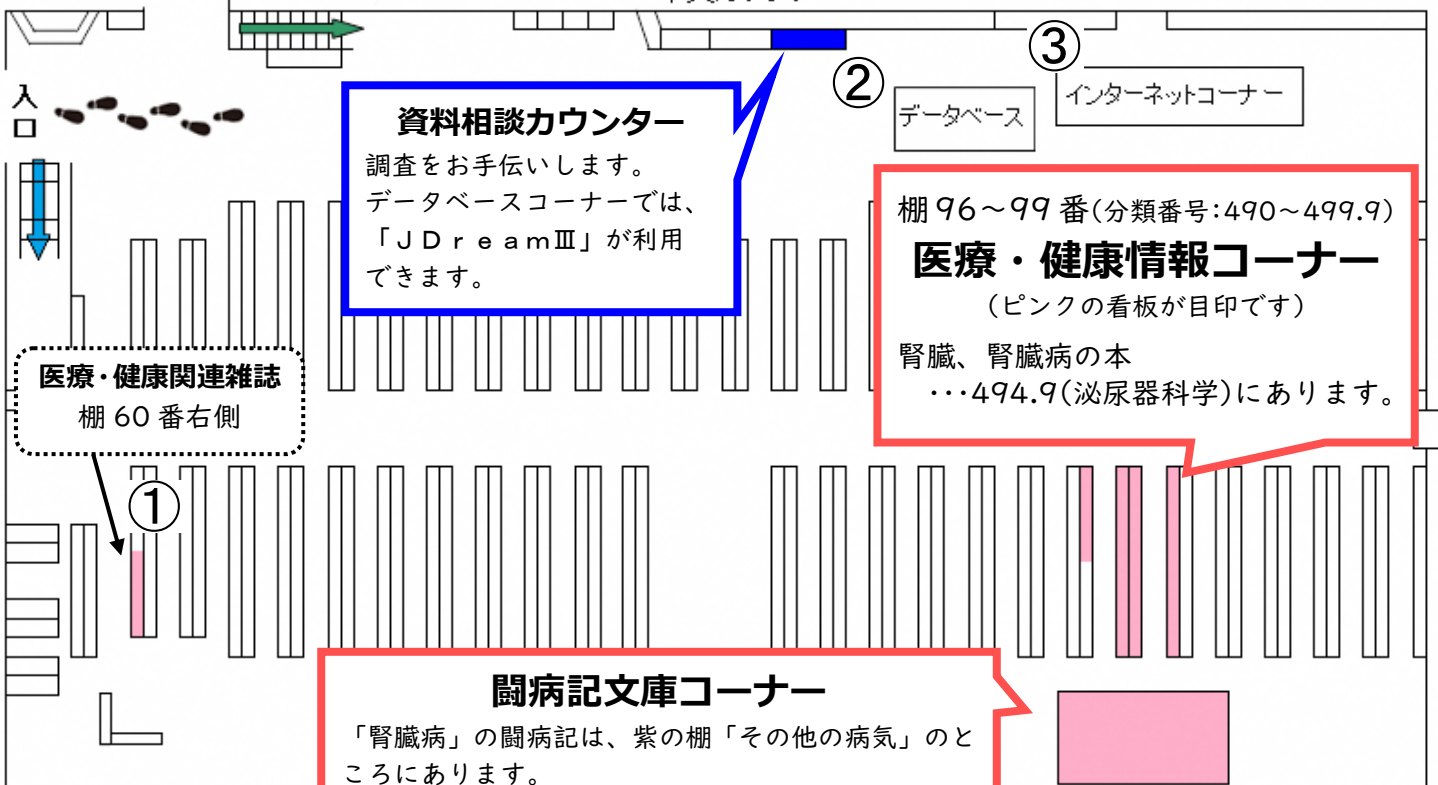 入
口
資料相談カウンター
調査をお手伝いします。
データベースコーナーでは、
「ＪＤｒｅａｍⅢ」が利用
できます。
②
データベース
③
インターネットコーナー
棚96～99番(分類番号:490～499.9)
医療・健康情報コーナー
(ピンクの看板が目印です)
腎臓、腎臓病の本
･･･494.9(泌尿器科学)にあります。
医療・健康関連雑誌
棚60番右側
①
闘病記文庫コーナー
「腎臓病」の闘病記は、紫の棚「その他の病気」のと
ころにあります。